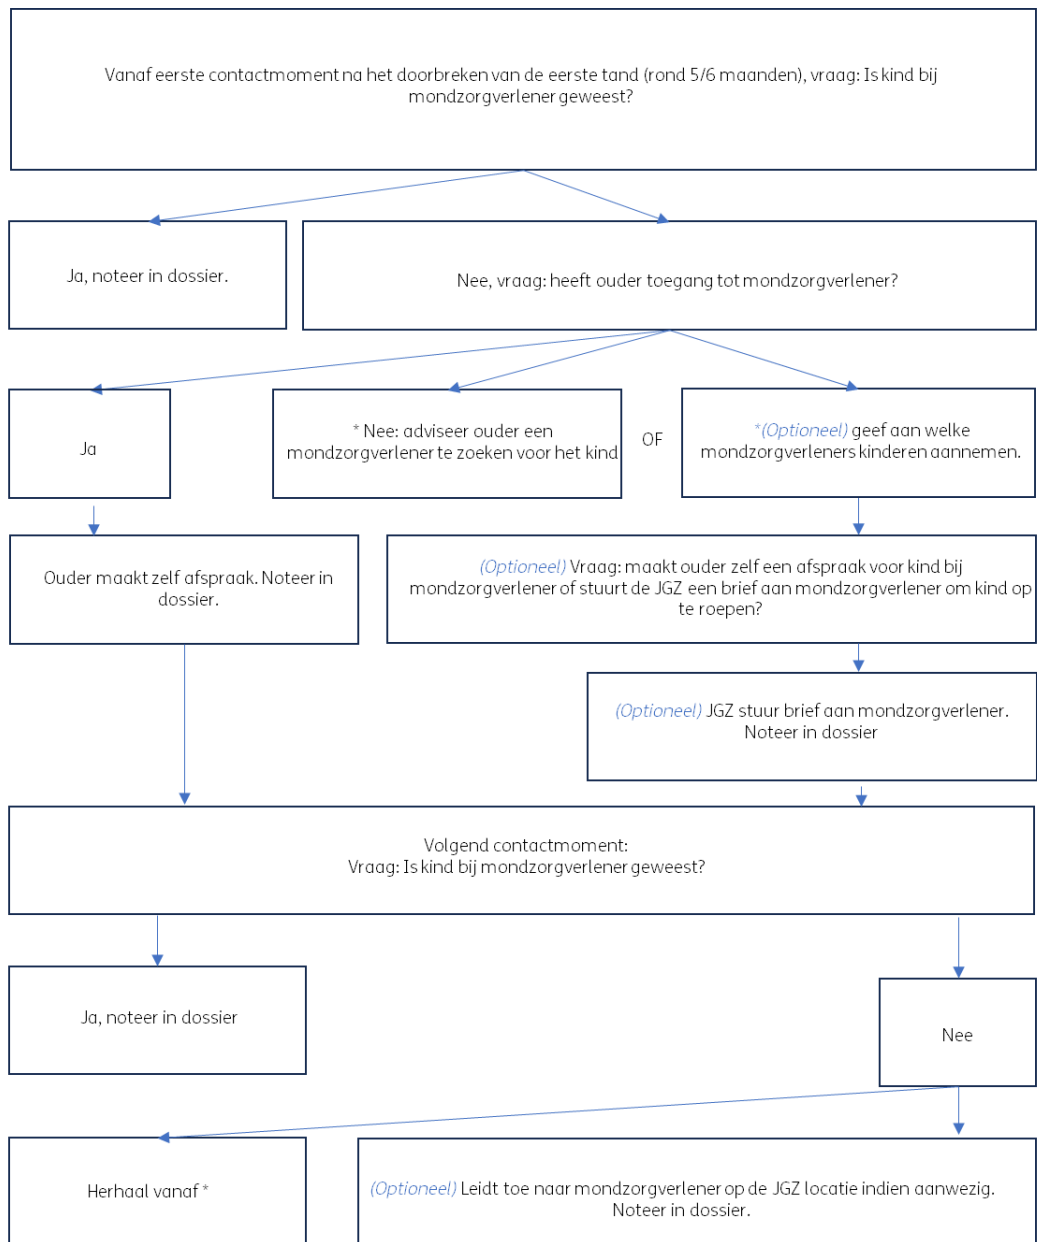 Vanaf eerste contactmoment na het doorbreken van de eerste tand (rond 5/6 maanden), vraag: Is kind bij
mondzorgverlener geweest?
Ja, noteer in dossier.
Nee, vraag: heeft ouder toegang tot mondzorgverlener?
Ja
* Nee: adviseer ouder een
mondzorgverlener te zoeken voor het kind
OF
*(Optioneel) geef aan welke
mondzorgverleners kinderen aannemen.
Ouder maakt zelf afspraak. Noteer in
dossier.
(Optioneel) Vraag: maakt ouder zelf een afspraak voor kind bij
mondzorgverlener of stuurt de JGZ een brief aan mondzorgverlener om kind op
te roepen?
(Optioneel) JGZ stuur brief aan mondzorgverlener.
Noteer in dossier
Volgend contactmoment:
Vraag: Is kind bij mondzorgverlener geweest?
Ja, noteer in dossier
Nee
Herhaal vanaf *
(Optioneel) Leidt toe naar mondzorgverlener op de JGZ locatie indien aanwezig.
Noteer in dossier.